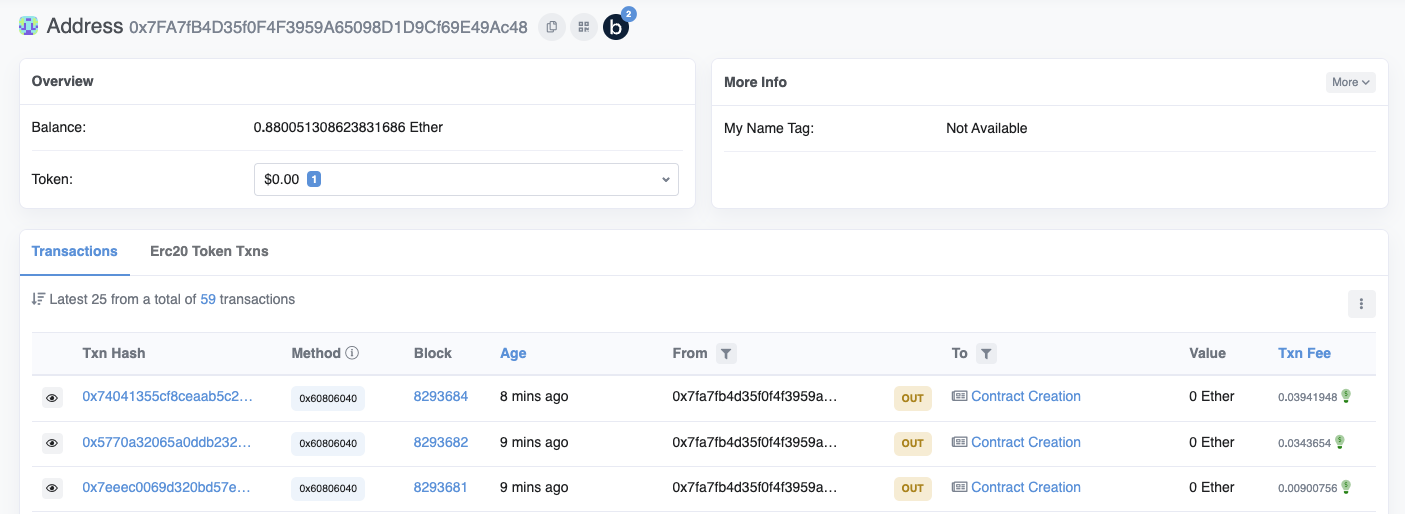 Address 0x7FA7fB4D35f0F4F3959A65098D1D9Cf69E49Ac48 b 2
Overview
Balance: 0.880051308623831686 Ether
Token: $0.00 1
More Info More
My Name Tag: Not Available
Transactions Erc20 Token Txns
Latest 25 from a total of 59 transactions
Txn Hash Method Block Age From To Value Txn Fee
0x74041355cf8ceaab5c2... 0x60806040 8293684 8 mins ago 0x7fa7fb4d35f0f4f3959a... OUT Contract Creation 0 Ether 0.03941948
0x5770a32065a0ddb232... 0x60806040 8293682 9 mins ago 0x7fa7fb4d35f0f4f3959a... OUT Contract Creation 0 Ether 0.0343654
0x7eeec0069d320bd57e... 0x60806040 8293681 9 mins ago 0x7fa7fb4d35f0f4f3959a... OUT Contract Creation 0 Ether 0.00900756